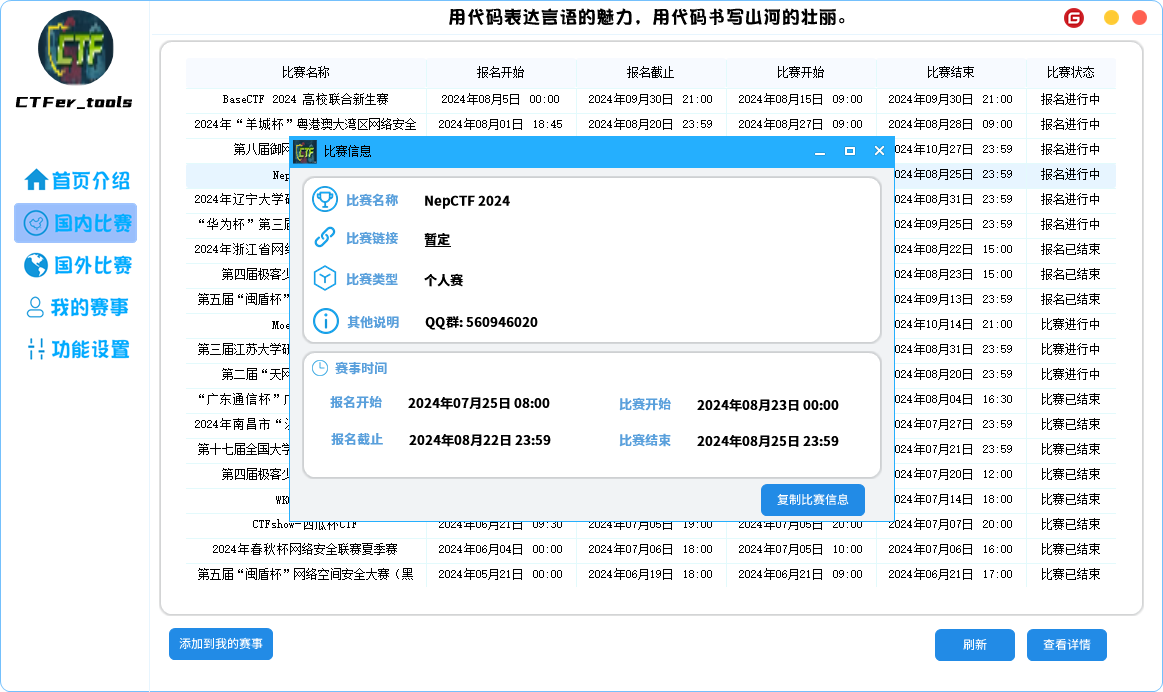 用代码表达言语的魅力，用代码书写山河的壮丽。
G
CTF
CTFer_tools
首页介绍
国内比赛
国外比赛
我的赛事
功能设置
比赛名称 报名开始 报名截止 比赛开始 比赛结束 比赛状态
BaseCTF 2024 高校联合新生赛 2024年08月5日 00:00 2024年09月30日 21:00 2024年08月15日 09:00 2024年09月30日 21:00 报名进行中
2024年“羊城杯”粤港澳大湾区网络安全 2024年08月01日 18:45 2024年08月20日 23:59 2024年08月27日 09:00 2024年08月28日 09:00 报名进行中
第八届御网 024年10月27日 23:59 报名进行中
Nep 024年08月25日 23:59 报名进行中
2024年辽宁大学 024年08月31日 23:59 报名进行中
“华为杯”第三届 024年09月25日 23:59 报名进行中
2024年浙江省网络 024年08月22日 15:00 报名已结束
第四届极客少 024年08月23日 15:00 报名已结束
第五届“闽盾杯” 024年09月13日 23:59 报名已结束
Moe 024年10月14日 21:00 比赛进行中
第三届江苏大学 024年08月31日 23:59 比赛进行中
第二届“天网 024年08月20日 23:59 比赛进行中
“广东通信杯” 024年08月04日 16:30 比赛已结束
2024年南昌市“ 024年07月27日 23:59 比赛已结束
第十七届全国大学 024年07月21日 23:59 比赛已结束
第四届极客少 024年07月20日 12:00 比赛已结束
WK 024年07月14日 18:00 比赛已结束
CTFshow-西瓜杯CTF 2024年06月21日 09:30 2024年07月05日 19:00 2024年07月05日 20:00 2024年07月07日 20:00 比赛已结束
2024年春秋杯网络安全联赛夏季赛 2024年06月04日 00:00 2024年07月06日 18:00 2024年07月05日 10:00 2024年07月06日 16:00 比赛已结束
第五届“闽盾杯”网络空间安全大赛（黑 2024年05月21日 00:00 2024年06月19日 18:00 2024年06月21日 09:00 2024年06月21日 17:00 比赛已结束
CTF 比赛信息
比赛名称 NepCTF 2024
比赛链接 暂定
比赛类型 个人赛
其他说明 QQ群: 560946020
赛事时间
报名开始 2024年07月25日 08:00 比赛开始 2024年08月23日 00:00
报名截止 2024年08月22日 23:59 比赛结束 2024年08月25日 23:59
复制比赛信息
添加到我的赛事 刷新 查看详情